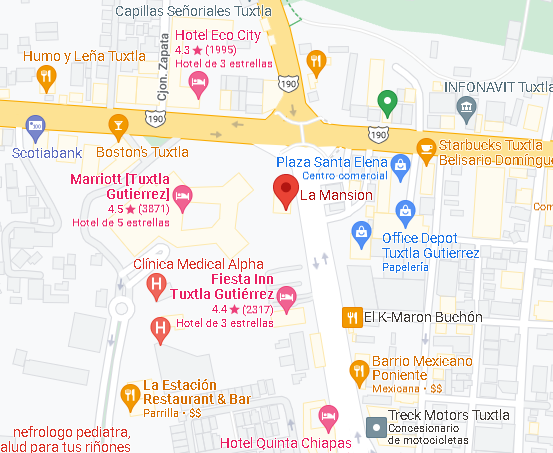 Capillas Señoriales Tuxtla
Hotel Eco City
4.3★(1995)
Hotel de 3 estrellas
Humo y Leña Tuxtla
Cjon. Zapata
190
INFONAVIT Tuxtla
190
190
Scotiabank
Boston's Tuxtla
Starbucks Tuxtla
Belisario Domíngue
Plaza Santa Elena
Centro comercial
Marriott [Tuxtla
Gutierrez]
4.5★(3871)
Hotel de 5 estrellas
La Mansion
Com
Office Depot
Tuxtla Gutierrez
Papelería
Clínica Medical Alpha
Fiesta Inn
Tuxtla Gutiérrez
4.4★(2317)
Hotel de 3 estrellas
H
H
El K-Maron Buchón
Barrio Mexicano
Poniente
Mexicana • $$
La Estación
Restaurant & Bar
Parrilla • $$
Treck Motors Tuxtla
Concesionario
de motocicletas
nefrologo pediatra,
alud para tus riñones
Hotel Quinta Chiapas